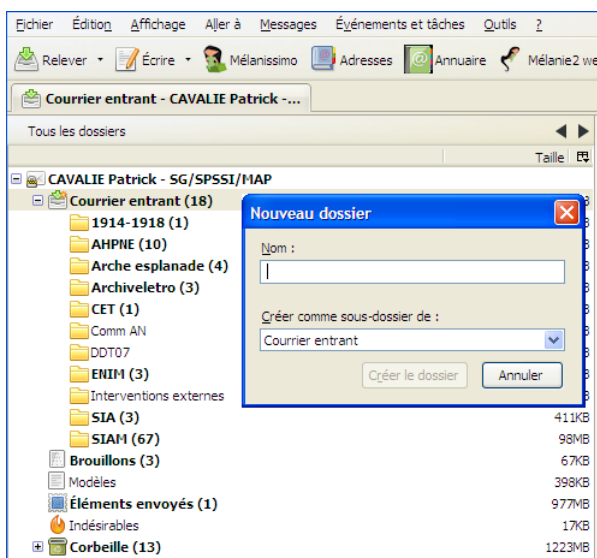 Fichier Édition Affichage Aller à Messages Événements et tâches Outils ?
Relever Écrire Mélanissimo Adresses Annuaire Mélanie2 we
Courrier entrant - CAVALIE Patrick -...
Tous les dossiers
Taille
CAVALIE Patrick - SG/SPSSI/MAP
Courrier entrant (18)
1914-1918 (1)
AHPNE (10)
Arche esplanade (4)
Archiveletro (3)
CET (1)
Comm AN
DDT07
ENIM (3)
Interventions externes
SIA (3) 411KB
SIAM (67) 98MB
Brouillons (3) 67KB
Modèles 398KB
Éléments envoyés (1) 977MB
Indésirables 17KB
Corbeille (13) 1223MB
Nouveau dossier
Nom :
Créer comme sous-dossier de :
Courrier entrant
Créer le dossier Annuler